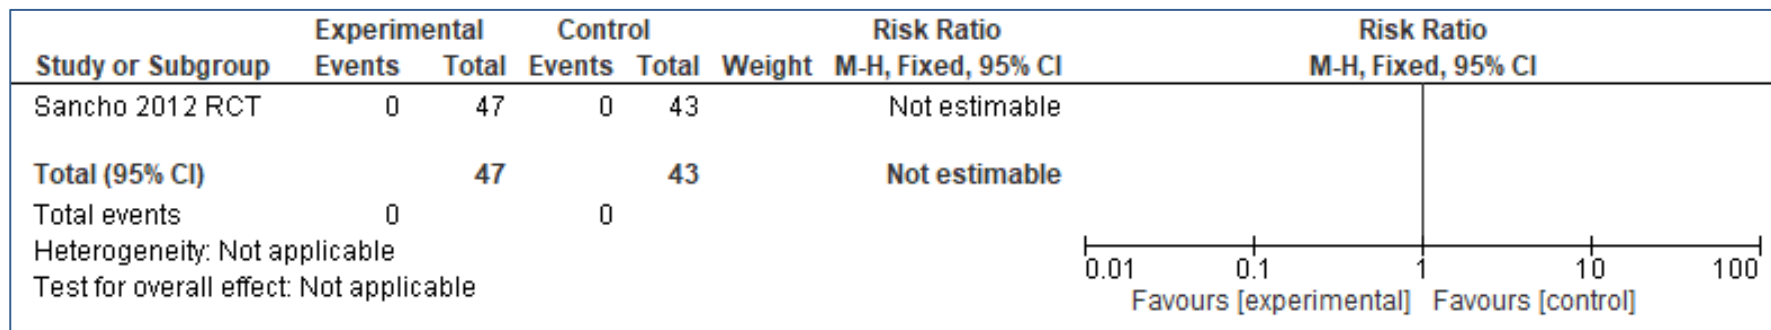 Experimental Control Risk Ratio Risk Ratio
Study or Subgroup Events Total Events Total Weight M-H, Fixed, 95% CI M-H, Fixed, 95% CI
Sancho 2012 RCT 0 47 0 43 Not estimable
Total (95% CI) 47 43 Not estimable
Total events 0 0
Heterogeneity: Not applicable
Test for overall effect: Not applicable
0.01 0.1 1 10 100
Favours [experimental] Favours [control]